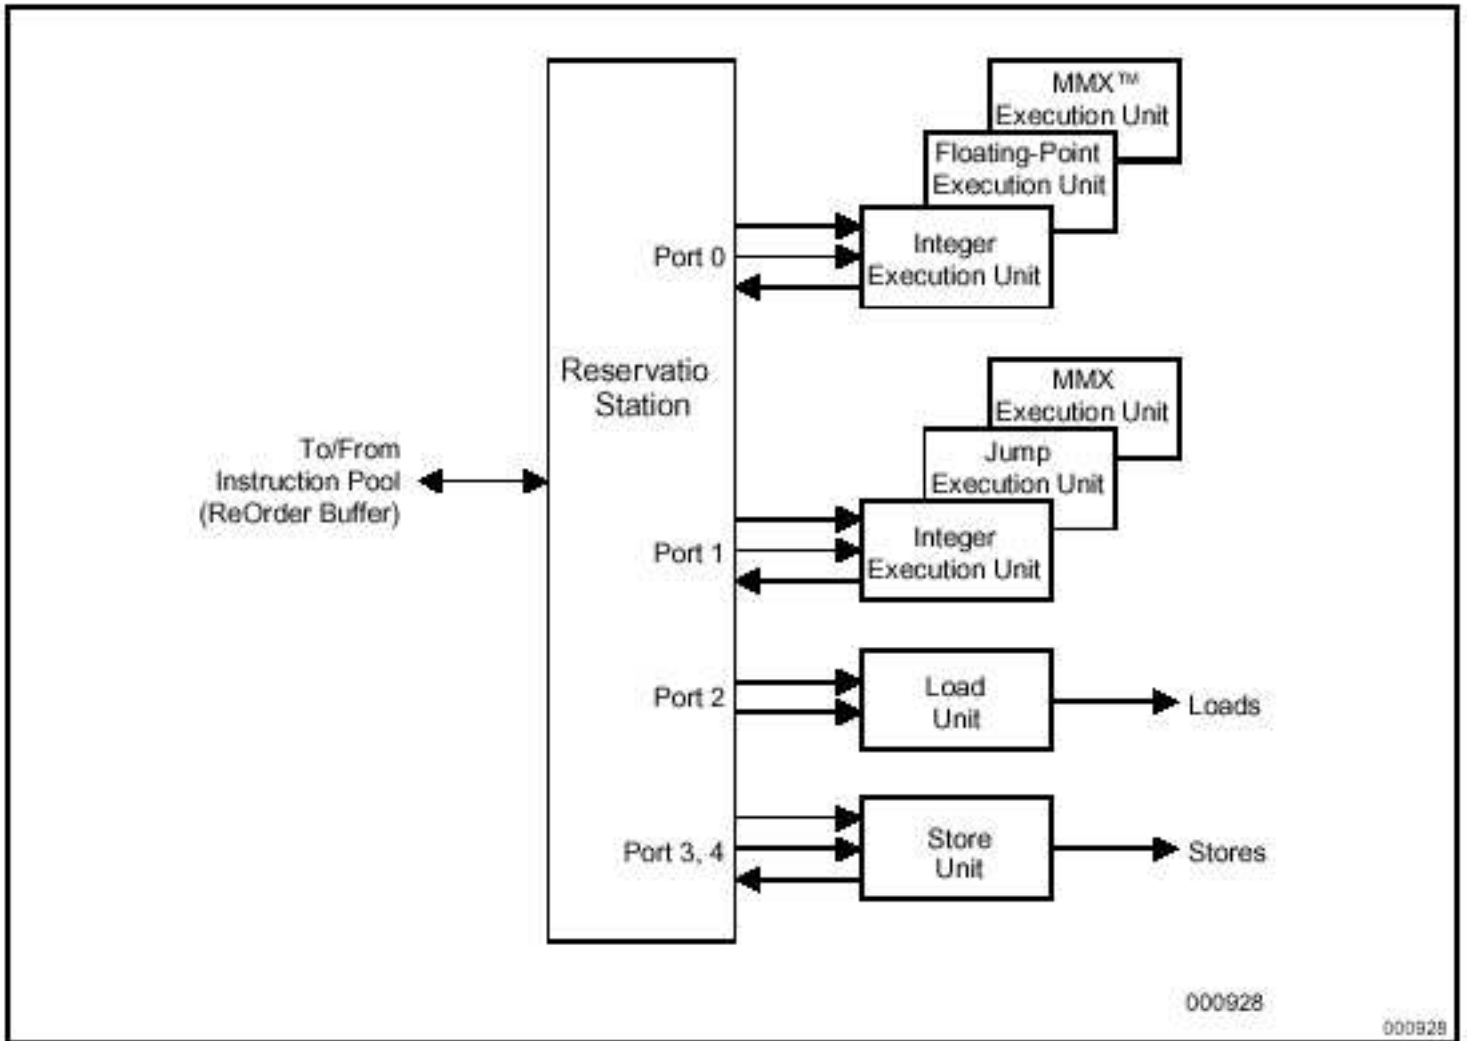 MMX™
Execution Unit
Floating-Point
Execution Unit
Port 0
Integer
Execution Unit
Reservatio
Station
MMX
Execution Unit
To/From
Instruction Pool
(ReOrder Buffer)
Jump
Execution Unit
Port 1
Integer
Execution Unit
Port 2
Load
Unit
Loads
Port 3, 4
Store
Unit
Stores
000928
000928